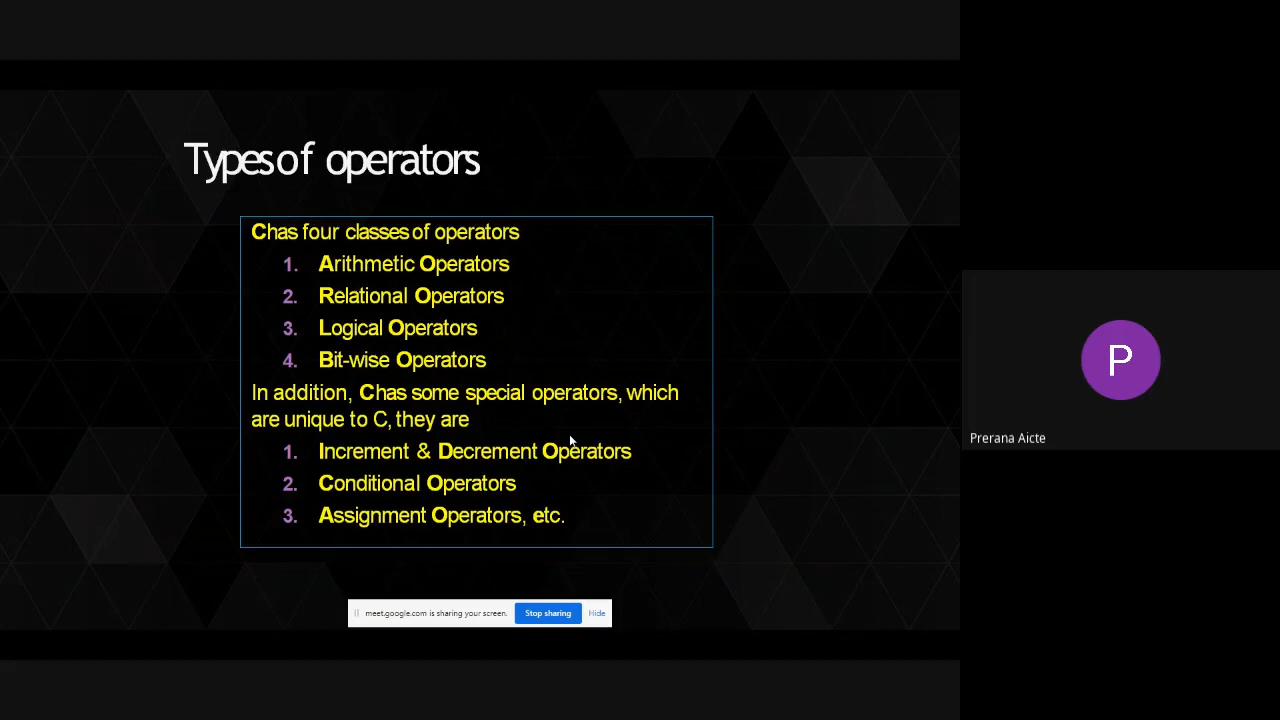 Types of operators
C has four classes of operators
1. Arithmetic Operators
2. Relational Operators
3. Logical Operators
4. Bit-wise Operators
In addition, C has some special operators, which
are unique to C, they are
1. Increment & Decrement Operators
2. Conditional Operators
3. Assignment Operators, etc.
meet.google.com is sharing your screen. Stop sharing Hide
P
Prerana Aicte